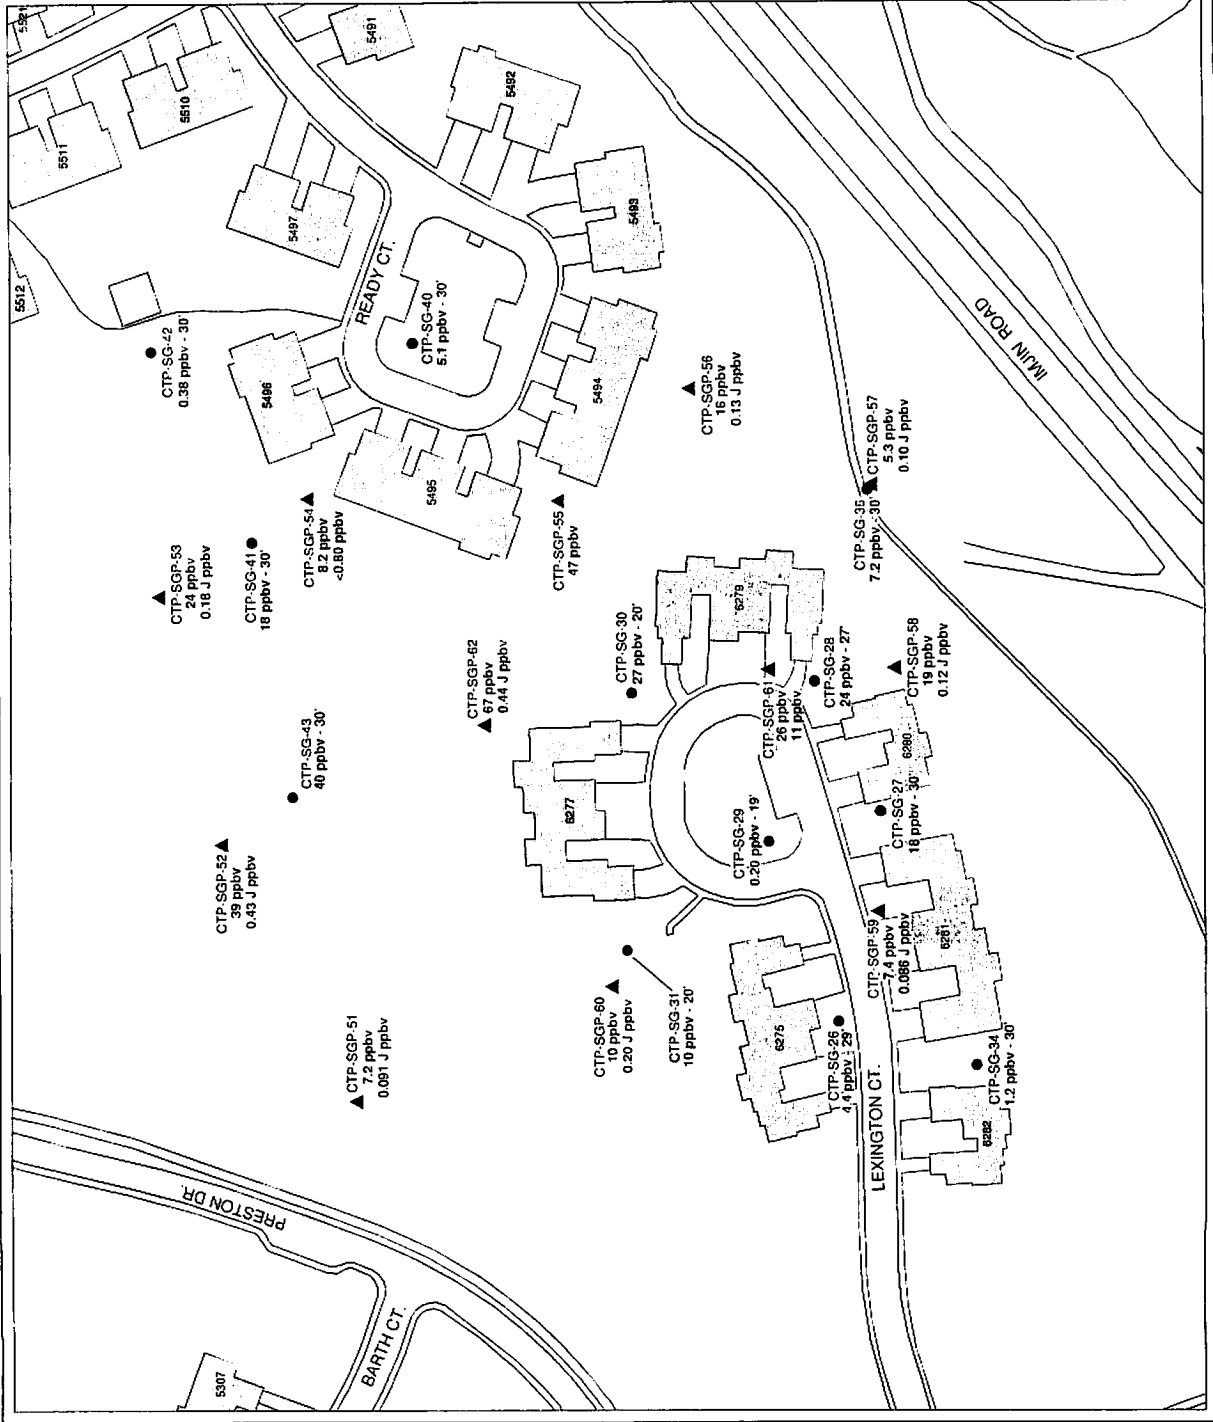 5521
5491
5492
5510
5511
5497
5493
5512
READY CT.
CTP-SG-40
5.1 ppbv - 30'
CTP-SG-42
0.38 ppbv - 30'
5496
5494
5495
CTP-SGP-56
16 ppbv
0.13 J ppbv
IMJIN ROAD
CTP-SGP-57
5.3 ppbv
0.10 J ppbv
CTP-SG-35
7.2 ppbv - 30'
CTP-SGP-54
8.2 ppbv
<0.80 ppbv
CTP-SGP-55
47 ppbv
CTP-SGP-53
24 ppbv
0.18 J ppbv
CTP-SG-41
18 ppbv - 30'
6279
CTP-SG-30
27 ppbv - 20'
CTP-SGP-62
67 ppbv
0.44 J ppbv
CTP-SG-28
24 ppbv - 27'
CTP-SGP-58
19 ppbv
0.12 J ppbv
CTP-SGP-61
26 ppbv
11 ppbv
CTP-SG-43
40 ppbv - 30'
6277
6280
CTP-SG-27
18 ppbv - 30'
CTP-SG-29
0.20 ppbv - 19'
CTP-SGP-52
39 ppbv
0.43 J ppbv
CTP-SGP-59
7.4 ppbv
0.086 J ppbv
6281
CTP-SGP-60
10 ppbv
0.20 J ppbv
CTP-SG-31
10 ppbv - 20'
6275
CTP-SG-26
4.4 ppbv - 29'
CTP-SG-34
1.2 ppbv - 30'
CTP-SGP-51
7.2 ppbv
0.091 J ppbv
LEXINGTON CT.
6282
PRESTON DR.
BARTH CT.
5307